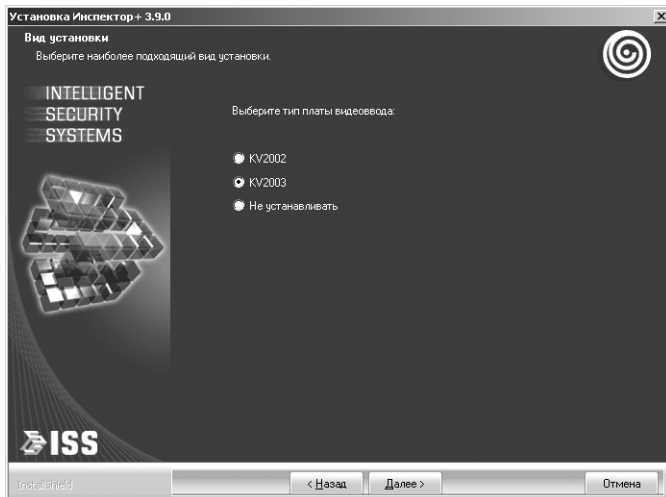 Установка Инспектор+ 3.9.0
Вид установки
Выберите наиболее подходящий вид установки.
INTELLIGENT
SECURITY
SYSTEMS
Выберите тип платы видеоввода:
KV2002
KV2003
Не устанавливать
ISS
InstallShield
< Назад
Далее >
Отмена